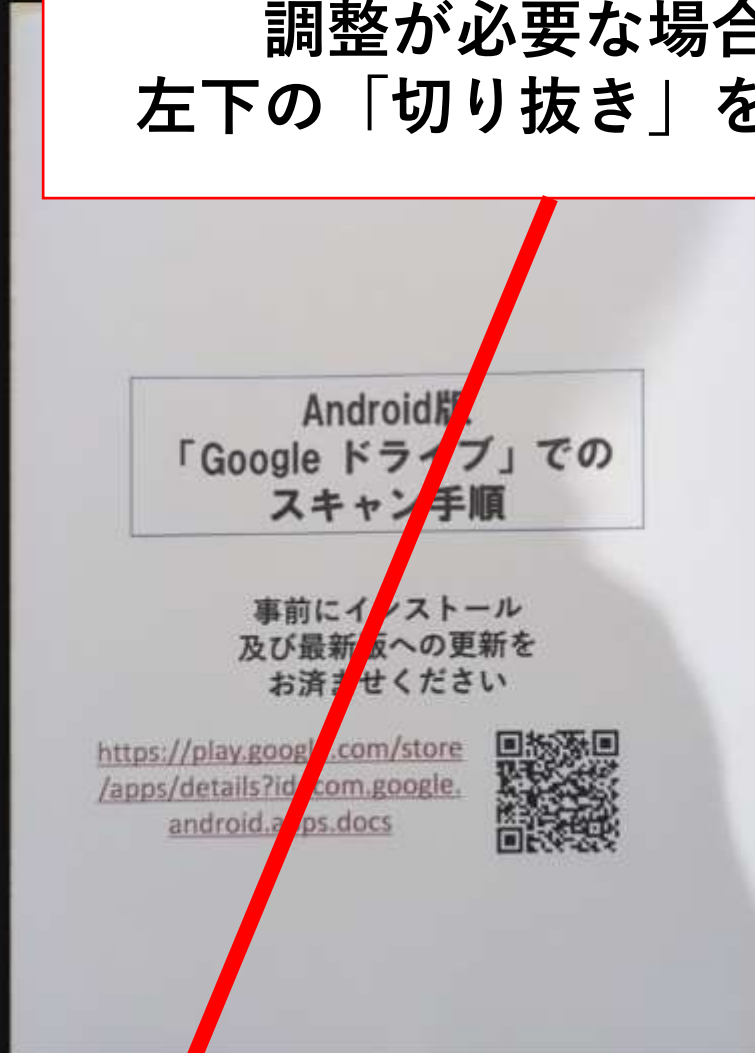 調整が必要な場合
左下の「切り抜き」を
Android版
「Google ドライブ」での
スキャン手順
事前にインストール
及び最新版への更新を
お済ませください
https://play.google.com/store
/apps/details?id=com.google.
android.apps.docs